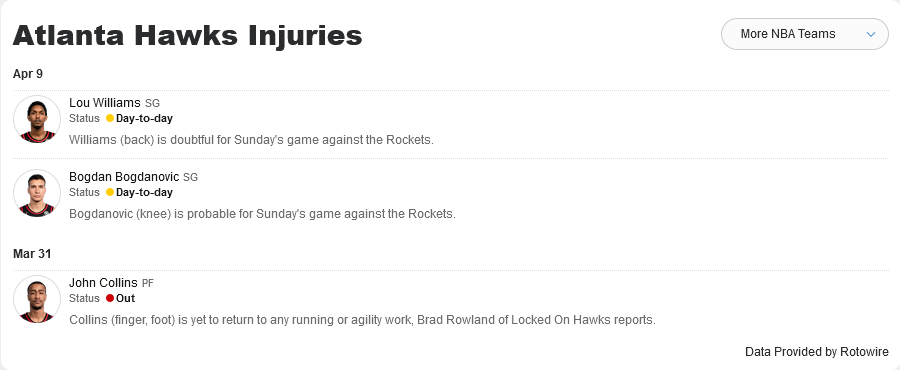 Atlanta Hawks Injuries
More NBA Teams
Apr 9
Lou Williams SG
Status Day-to-day
Williams (back) is doubtful for Sunday's game against the Rockets.
Bogdan Bogdanovic SG
Status Day-to-day
Bogdanovic (knee) is probable for Sunday's game against the Rockets.
Mar 31
John Collins PF
Status Out
Collins (finger, foot) is yet to return to any running or agility work, Brad Rowland of Locked On Hawks reports.
Data Provided by Rotowire